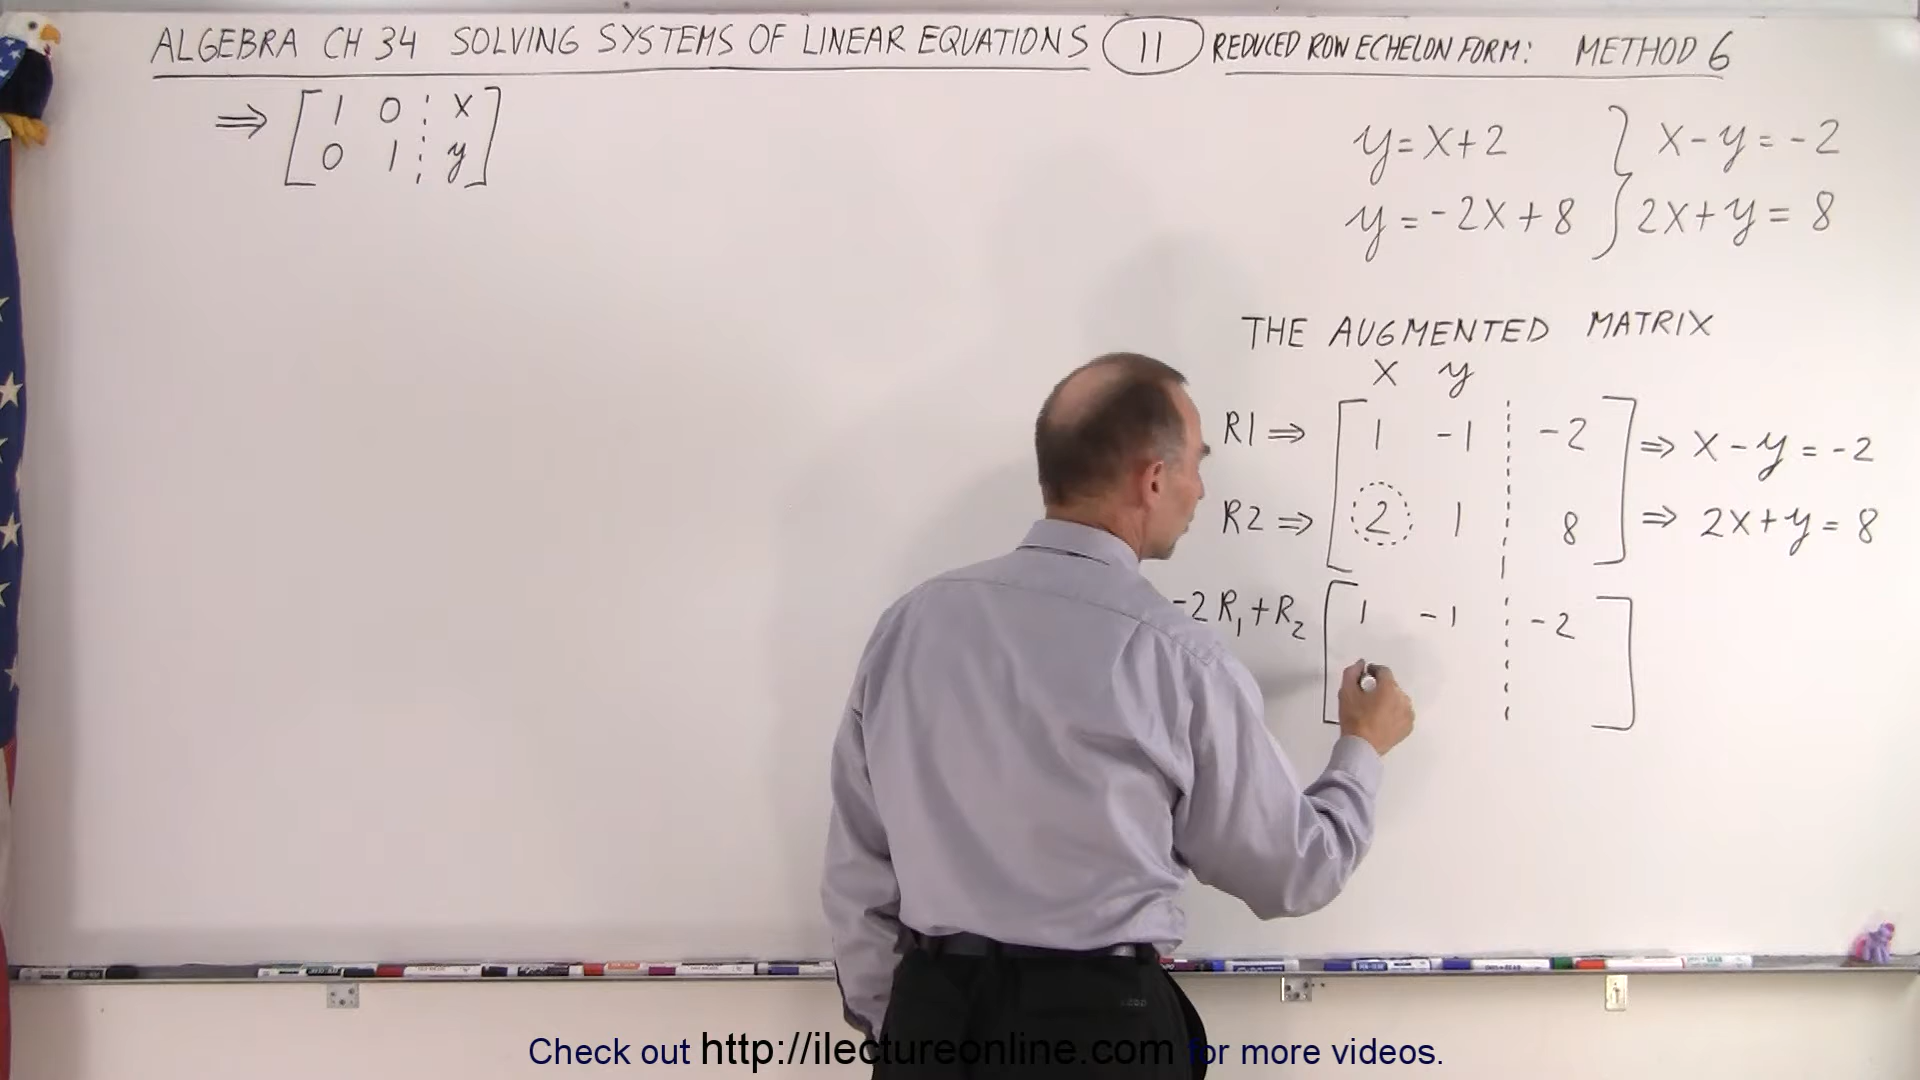 ALGEBRA CH 34 SOLVING SYSTEMS OF LINEAR EQUATIONS 11 REDUCED ROW ECHELON FORM: METHOD 6
⇒ [ 1 0 ⋮ x
0 1 ⋮ y ]
y = x+2 } x-y = -2
y = -2x+8 } 2x+y = 8
THE AUGMENTED MATRIX
x y
R1 ⇒ [ 1 -1 ⋮ -2 ] ⇒ x-y = -2
R2 ⇒ [ 2 1 ⋮ 8 ] ⇒ 2x+y = 8
-2R₁+R₂ [ 1 -1 ⋮ -2 ]
Check out http://ilectureonline.com for more videos.